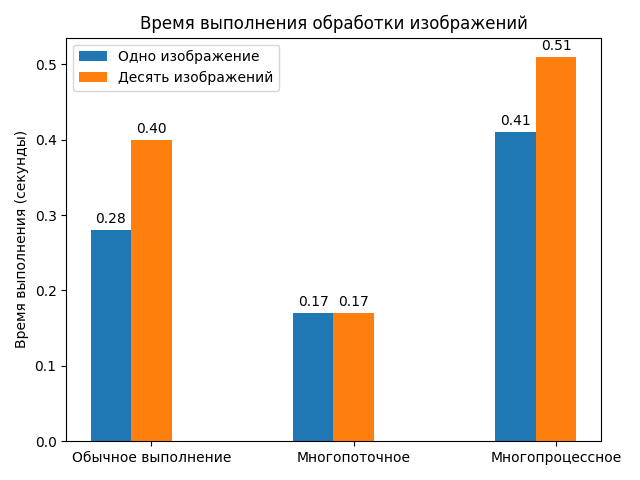 Время выполнения обработки изображений
Одно изображение
Десять изображений
Время выполнения (секунды)
0.5
0.4
0.3
0.2
0.1
0.0
0.28
0.40
0.17
0.17
0.41
0.51
Обычное выполнение
Многопоточное
Многопроцессное